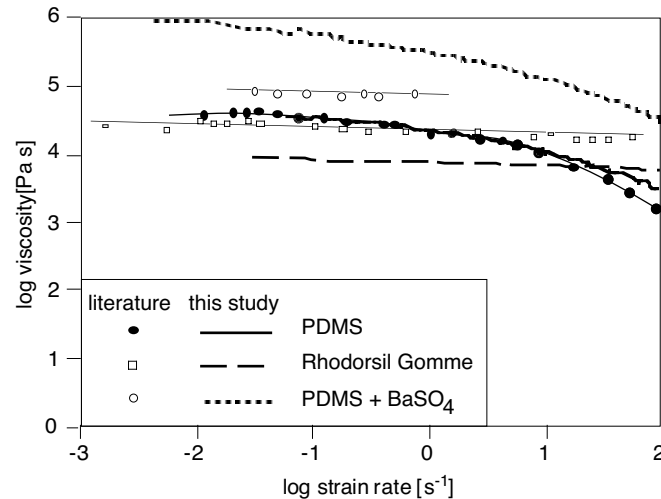 6
5
4
3
2
1
0
log viscosity[Pa s]
literature this study
PDMS
Rhodorsil Gomme
PDMS + BaSO4
-3 -2 -1 0 1 2
log strain rate [s-1]